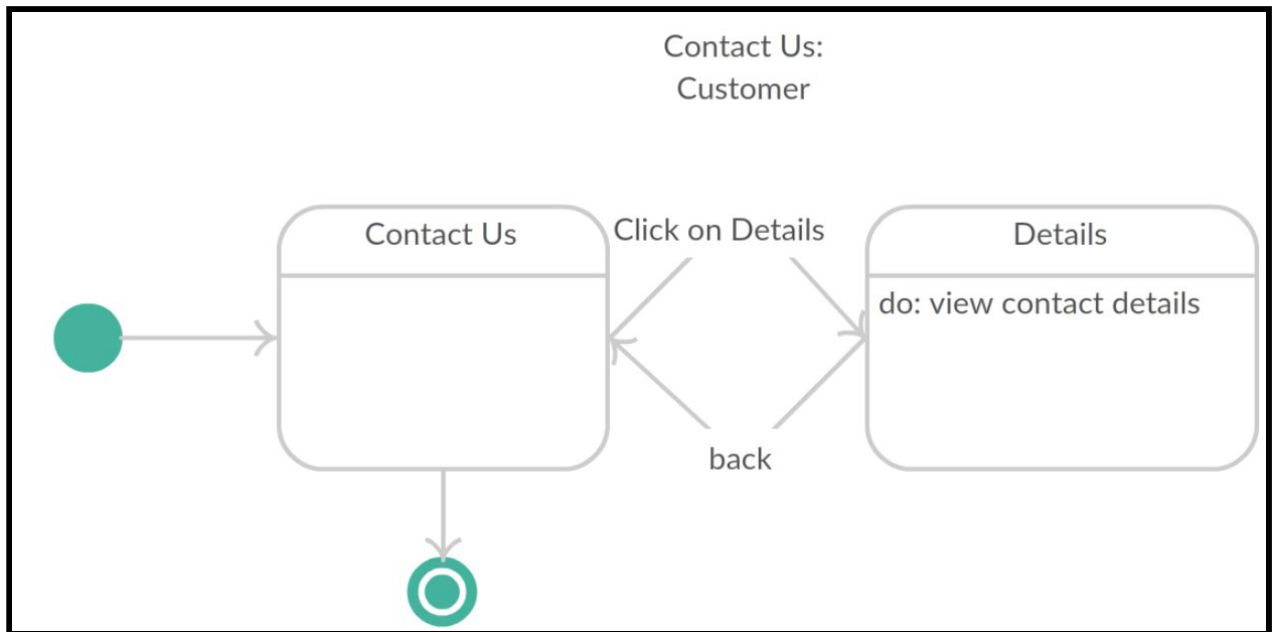 Contact Us:
Customer
Contact Us
Click on Details
Details
do: view contact details
back